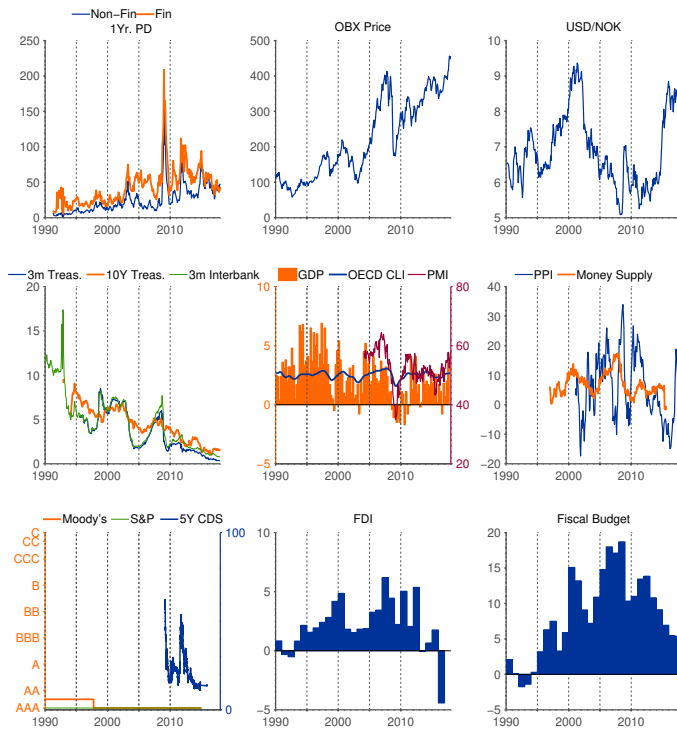 Non-Fin Fin
1Yr. PD
250
200
150
100
50
0
1990 2000 2010
OBX Price
500
400
300
200
100
0
1990 2000 2010
USD/NOK
10
9
8
7
6
5
1990 2000 2010
3m Treas. 10Y Treas. 3m Interbank
20
15
10
5
0
1990 2000 2010
GDP OECD CLI PMI
10 80
5 60
0 40
−5 20
1990 2000 2010
PPI Money Supply
40
30
20
10
0
−10
−20
1990 2000 2010
Moody's S&P 5Y CDS
C 100
CC
CCC
B
BB
BBB
A
AA
AAA 0
1990 2000 2010
FDI
10
5
0
−5
1990 2000 2010
Fiscal Budget
20
15
10
5
0
−5
1990 2000 2010